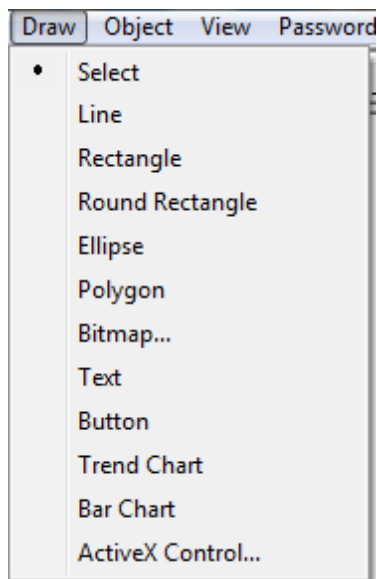 Draw Object View Password
Select
Line
Rectangle
Round Rectangle
Ellipse
Polygon
Bitmap...
Text
Button
Trend Chart
Bar Chart
ActiveX Control...